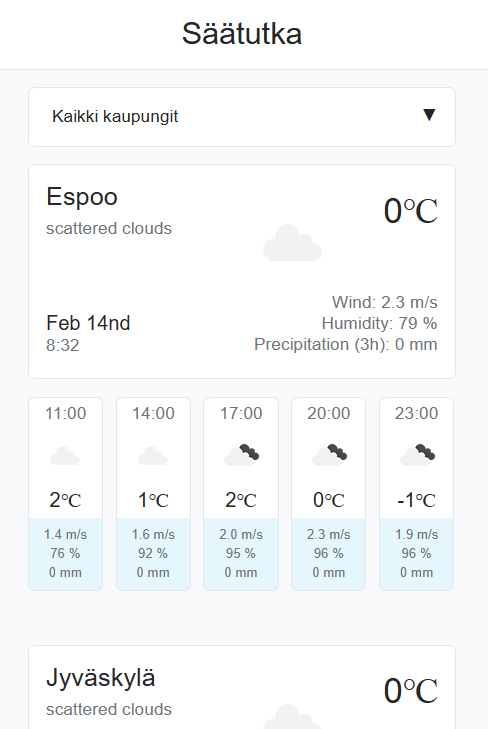 Säätutka
Kaikki kaupungit ▼
Espoo
0℃
scattered clouds
Feb 14nd
8:32
Wind: 2.3 m/s
Humidity: 79 %
Precipitation (3h): 0 mm
11:00 14:00 17:00 20:00 23:00
2℃ 1℃ 2℃ 0℃ -1℃
1.4 m/s 1.6 m/s 2.0 m/s 2.3 m/s 1.9 m/s
76 % 92 % 95 % 96 % 96 %
0 mm 0 mm 0 mm 0 mm 0 mm
Jyväskylä
0℃
scattered clouds